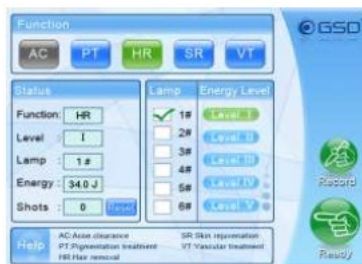 Function
GSD
AC PT HR SR VT
Status
Lamp Energy Level
Function: HR
Level : I
Lamp : 1#
Energy : 34.0 J
Shots : 0 Reset
1# Level I
2# Level II
3#
4# Level III
5# Level IV
6# Level V
Record
Ready
Help
AC:Acne clearance SR:Skin rejuvenation
PT:Pigmentation treatment VT:Vascular treatment
HR:Hair removal